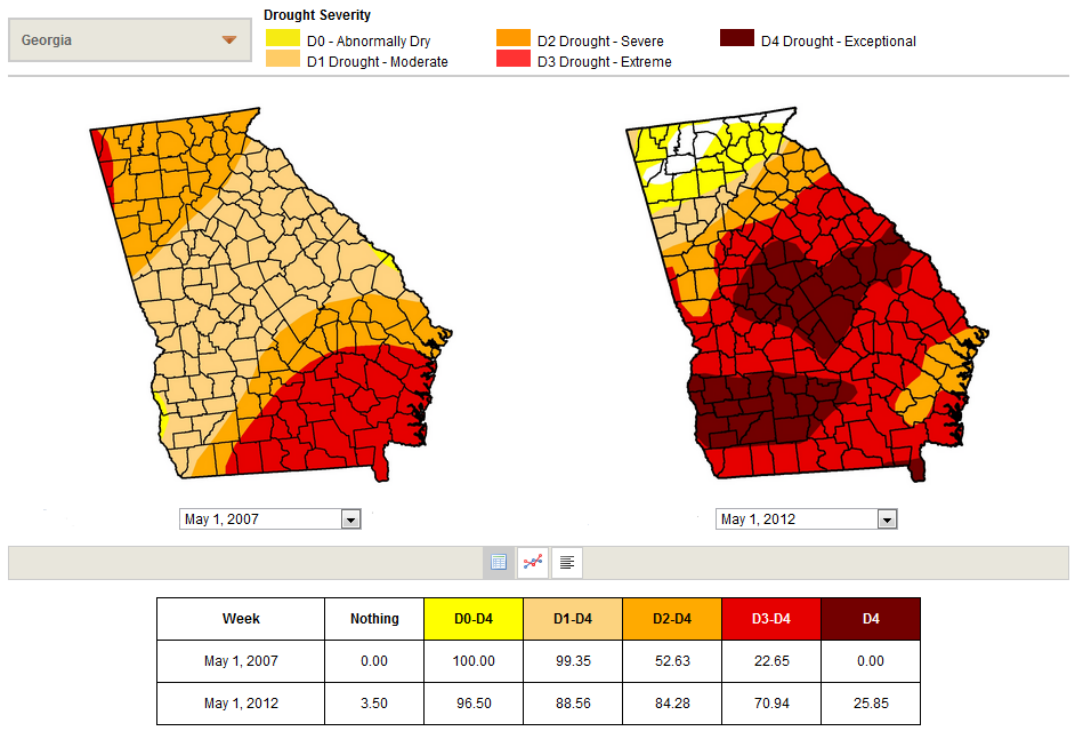 Drought Severity
Georgia
D0 - Abnormally Dry
D2 Drought - Severe
D4 Drought - Exceptional
D1 Drought - Moderate
D3 Drought - Extreme
May 1, 2007
May 1, 2012
Week Nothing D0-D4 D1-D4 D2-D4 D3-D4 D4
May 1, 2007 0.00 100.00 99.35 52.63 22.65 0.00
May 1, 2012 3.50 96.50 88.56 84.28 70.94 25.85